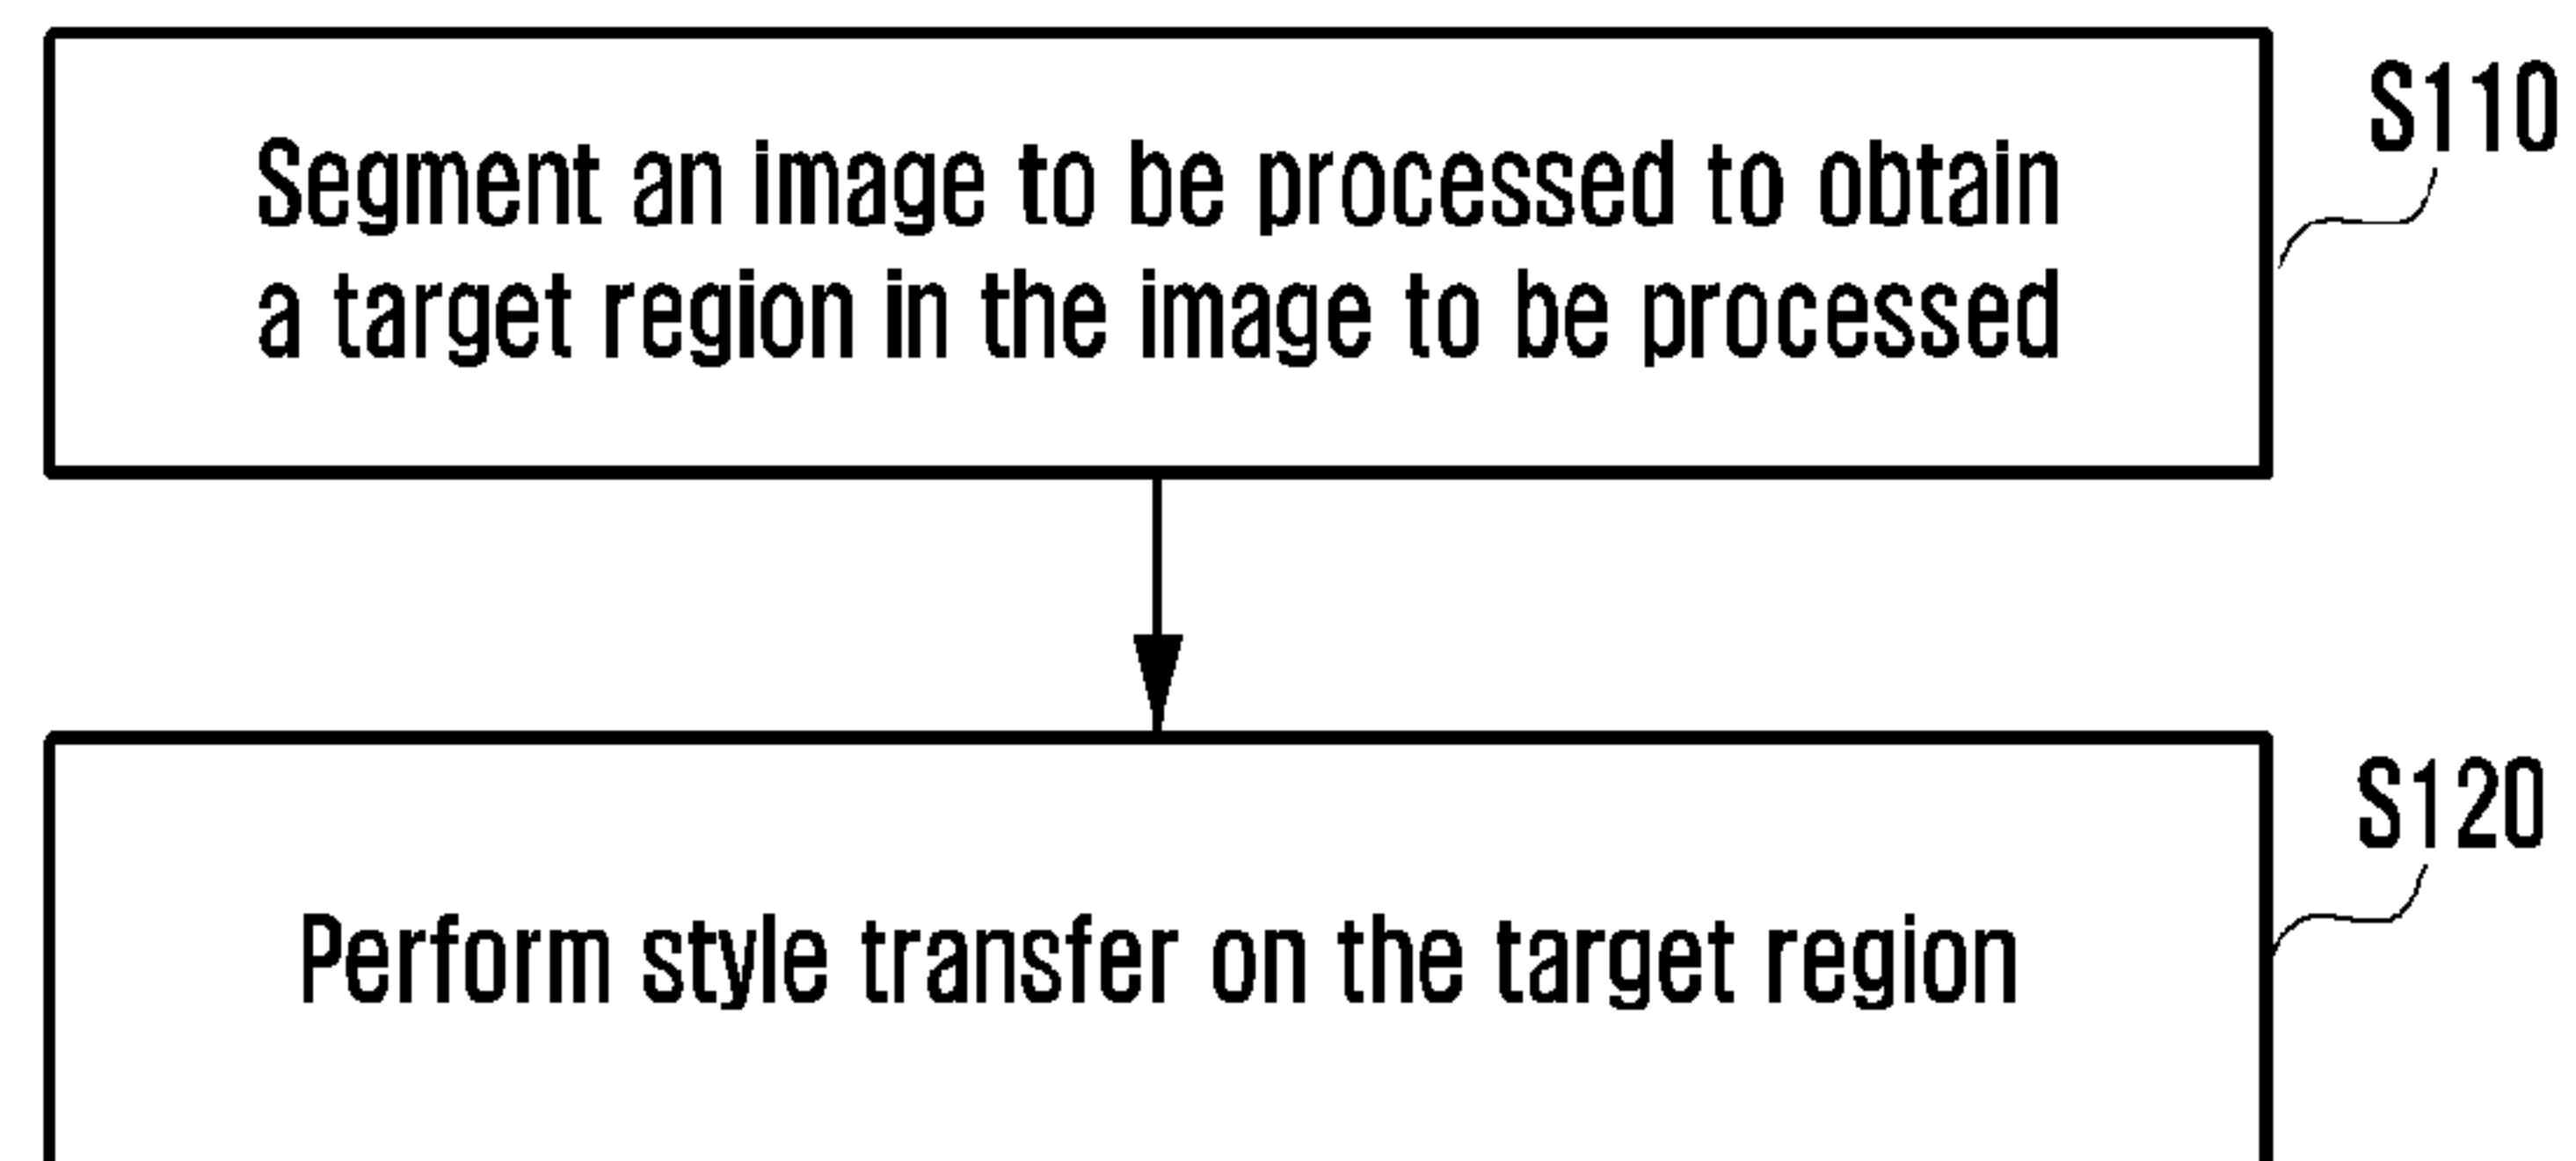 S110
Segment an image to be processed to obtain
a target region in the image to be processed
S120
Perform style transfer on the target region